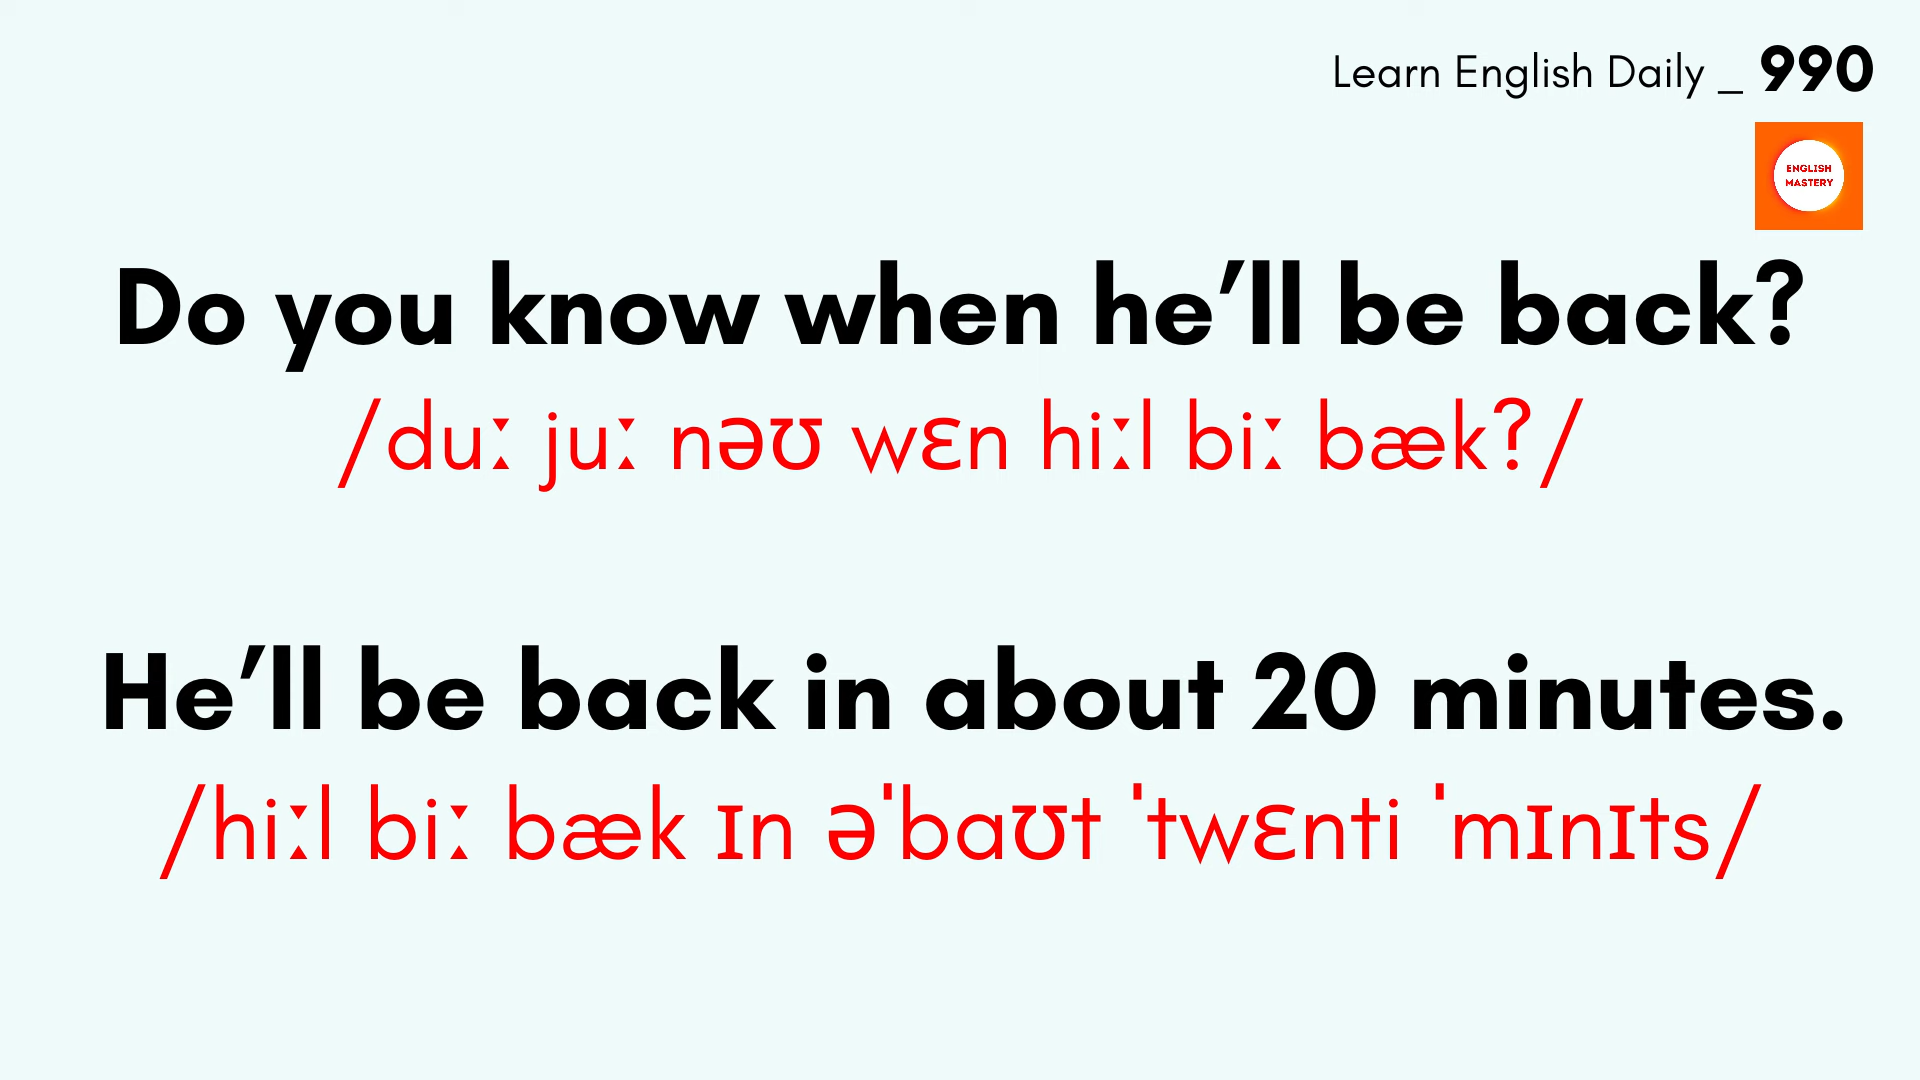 Learn English Daily _ 990
ENGLISH
MASTERY
Do you know when he’ll be back?
/duː juː nəʊ wɛn hiːl biː bæk?/
He’ll be back in about 20 minutes.
/hiːl biː bæk ɪn əˈbaʊt ˈtwɛnti ˈmɪnɪts/